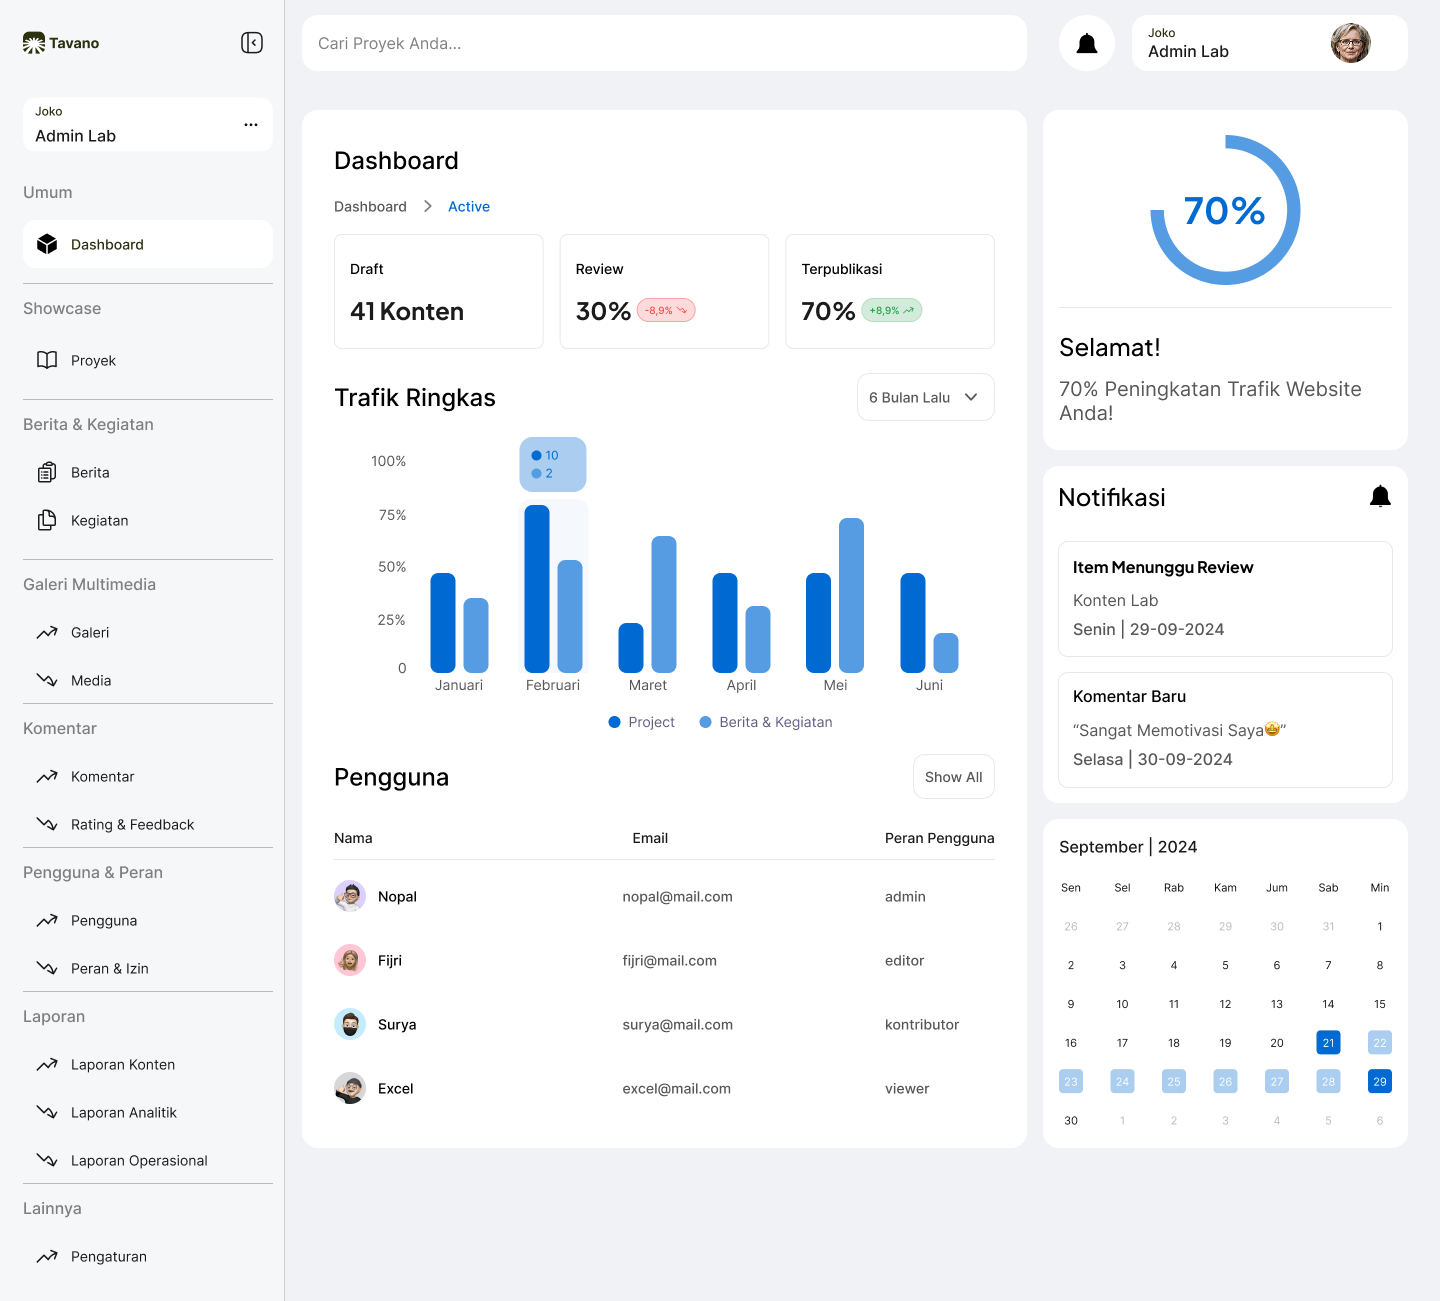 Tavano
Joko
Admin Lab
Umum
Dashboard
Showcase
Proyek
Berita & Kegiatan
Berita
Kegiatan
Galeri Multimedia
Galeri
Media
Komentar
Komentar
Rating & Feedback
Pengguna & Peran
Pengguna
Peran & Izin
Laporan
Laporan Konten
Laporan Analitik
Laporan Operasional
Lainnya
Pengaturan
Cari Proyek Anda...
Joko
Admin Lab
Dashboard
Dashboard Active
Draft
41 Konten
Review
30% -8,9%
Terpublikasi
70% +8,9%
Trafik Ringkas
6 Bulan Lalu
10
2
100%
75%
50%
25%
0
Januari Februari Maret April Mei Juni
Project Berita & Kegiatan
Pengguna
Show All
Nama Email Peran Pengguna
Nopal nopal@mail.com admin
Fijri fijri@mail.com editor
Surya surya@mail.com kontributor
Excel excel@mail.com viewer
70%
Selamat!
70% Peningkatan Trafik Website
Anda!
Notifikasi
Item Menunggu Review
Konten Lab
Senin | 29-09-2024
Komentar Baru
“Sangat Memotivasi Saya🤩”
Selasa | 30-09-2024
September | 2024
Sen Sel Rab Kam Jum Sab Min
26 27 28 29 30 31 1
2 3 4 5 6 7 8
9 10 11 12 13 14 15
16 17 18 19 20 21 22
23 24 25 26 27 28 29
30 1 2 3 4 5 6